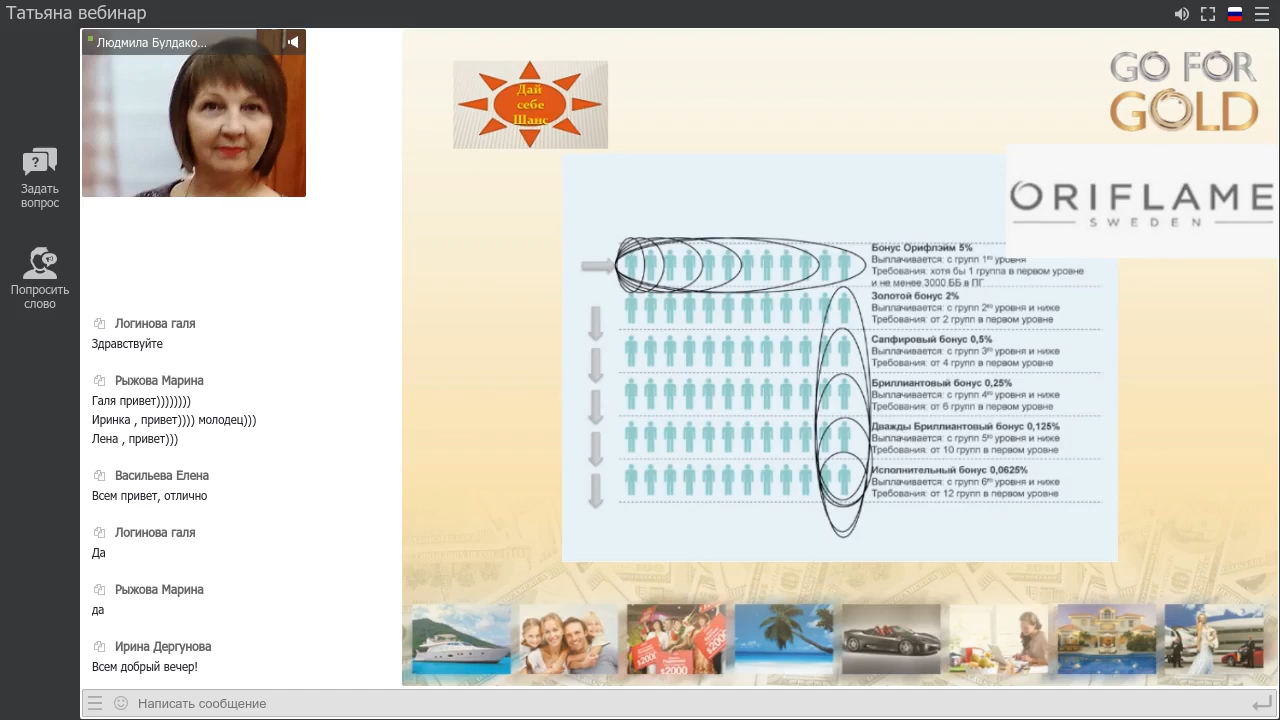 Татьяна вебинар
Людмила Булдако...
Задать
вопрос
Попросить
слово
Логинова галя
Здравствуйте
Рыжова Марина
Галя привет))))))))
Иринка , привет)))) молодец)))
Лена , привет)))
Васильева Елена
Всем привет, отлично
Логинова галя
Да
Рыжова Марина
да
Ирина Дергунова
Всем добрый вечер!
Написать сообщение
Дай
себе
Шанс
GO FOR
GOLD
ORIFLAME
SWEDEN
Бонус Орифлэйм 5%
Выплачивается: с групп 1го уровня
Требования: хотя бы 1 группа в первом уровне
и не менее 3000 ББ в ПГ
Золотой бонус 2%
Выплачивается: с групп 2го уровня и ниже
Требования: от 2 групп в первом уровне
Сапфировый бонус 0,5%
Выплачивается: с групп 3го уровня и ниже
Требования: от 4 групп в первом уровне
Бриллиантовый бонус 0,25%
Выплачивается: с групп 4го уровня и ниже
Требования: от 6 групп в первом уровне
Дважды Бриллиантовый бонус 0,125%
Выплачивается: с групп 5го уровня и ниже
Требования: от 10 групп в первом уровне
Исполнительный бонус 0,0625%
Выплачивается: с групп 6го уровня и ниже
Требования: от 12 групп в первом уровне
$2000